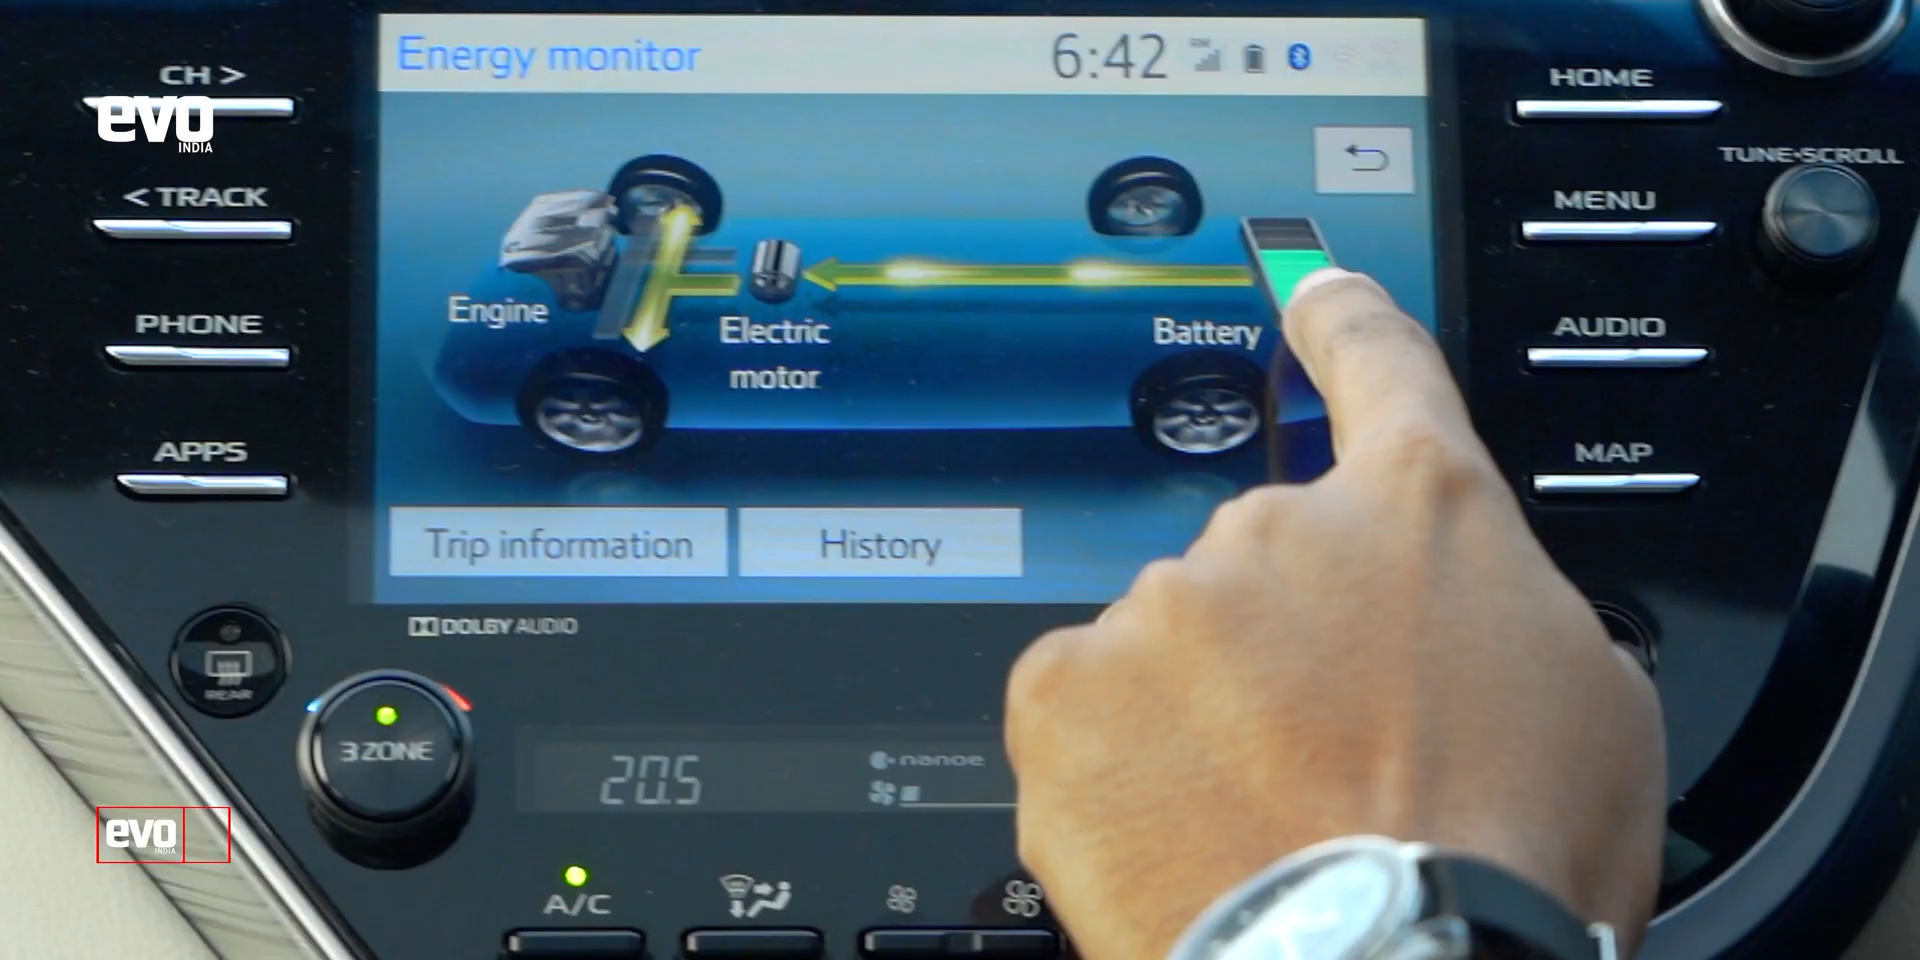 CH >
evo
INDIA
< TRACK
PHONE
APPS
Energy monitor
6:42
Engine
Electric
motor
Battery
Trip information
History
HOME
TUNE•SCROLL
MENU
AUDIO
MAP
DOLBY AUDIO
REAR
3 ZONE
20.5
nanoe
evo
INDIA
A/C